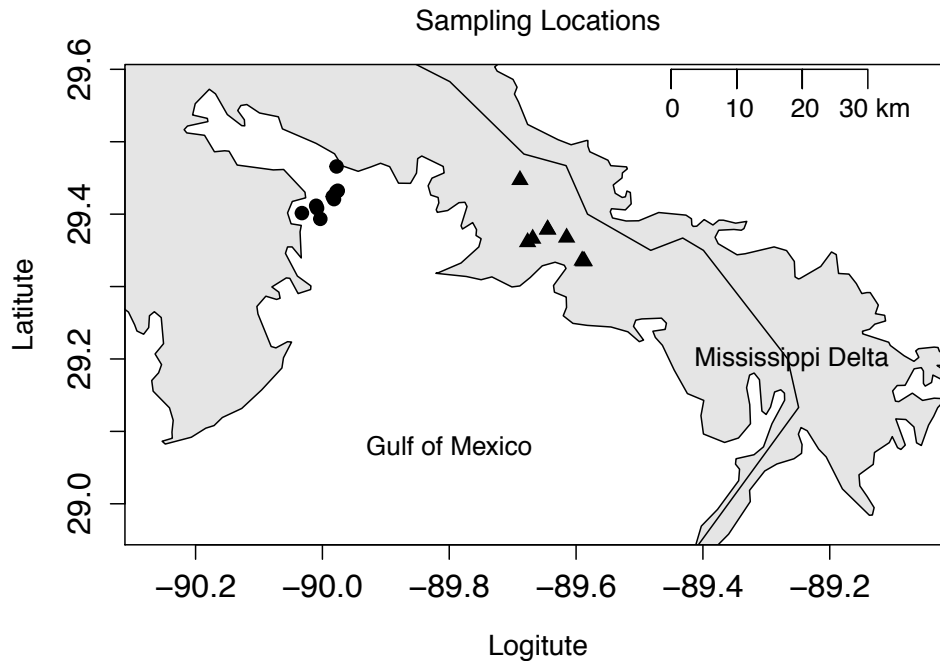 Sampling Locations
0 10 20 30 km
29.6
29.4
29.2
29.0
Latitute
Mississippi Delta
Gulf of Mexico
−90.2 −90.0 −89.8 −89.6 −89.4 −89.2
Logitute